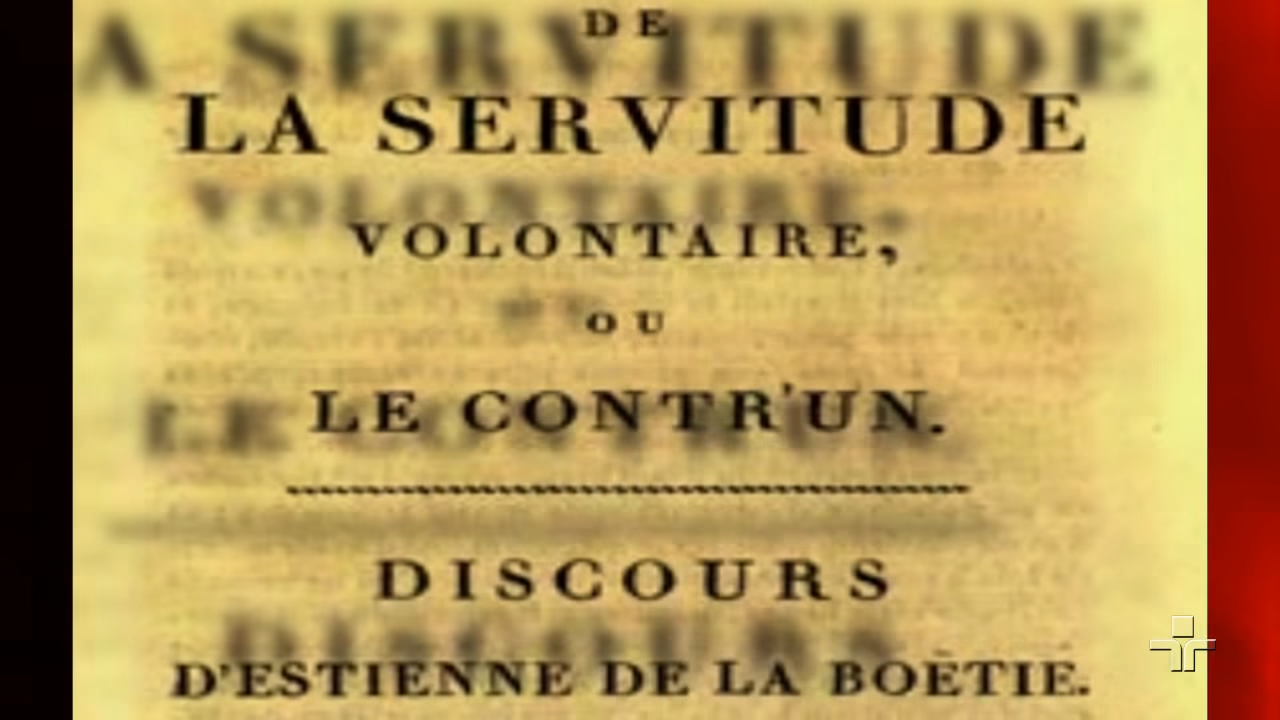 DE
LA SERVITUDE
VOLONTAIRE,
OU
LE CONTR'UN.
DISCOURS
D'ESTIENNE DE LA BOËTIE.